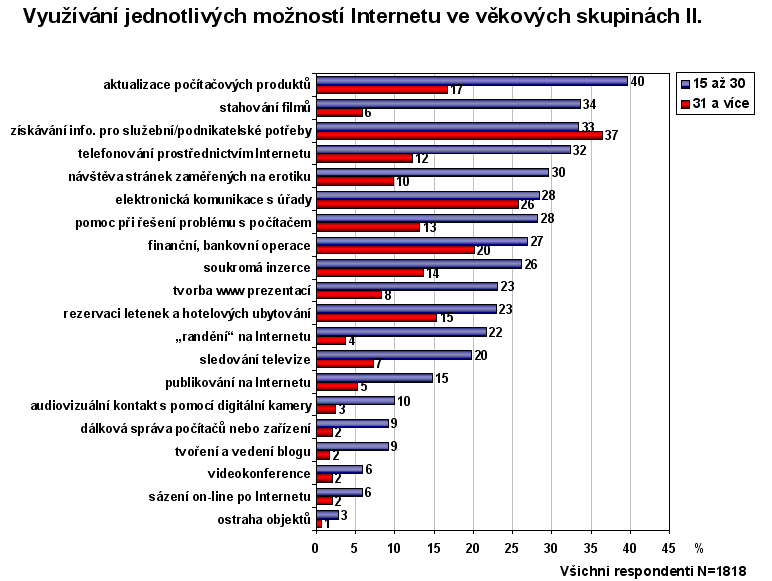 Využívání jednotlivých možností Internetu ve věkových skupinách II.
15 až 30
31 a více
aktualizace počítačových produktů 40 17
stahování filmů 34 6
získávání info. pro služební/podnikatelské potřeby 33 37
telefonování prostřednictvím Internetu 32 12
návštěva stránek zaměřených na erotiku 30 10
elektronická komunikace s úřady 28 26
pomoc při řešení problému s počítačem 28 13
finanční, bankovní operace 27 20
soukromá inzerce 26 14
tvorba www prezentací 23 8
rezervaci letenek a hotelových ubytování 23 15
„randění“ na Internetu 22 4
sledování televize 20 7
publikování na Internetu 15 5
audiovizuální kontakt s pomocí digitální kamery 10 3
dálková správa počítačů nebo zařízení 9 2
tvoření a vedení blogu 9 2
videokonference 6 2
sázení on-line po Internetu 6 2
ostraha objektů 3 1
0 5 10 15 20 25 30 35 40 45 %
Všichni respondenti N=1818